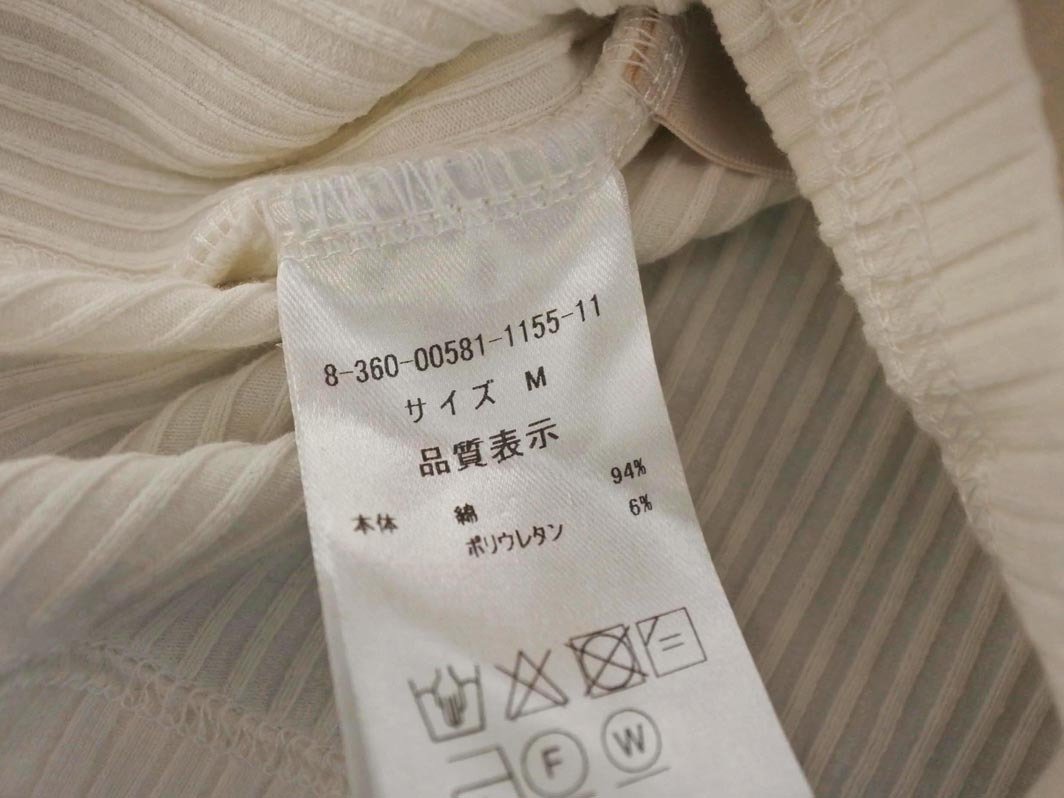 8-360-00581-1155-11
サイズ M
品質表示
本体 綿 94%
ポリウレタン 6%
F W